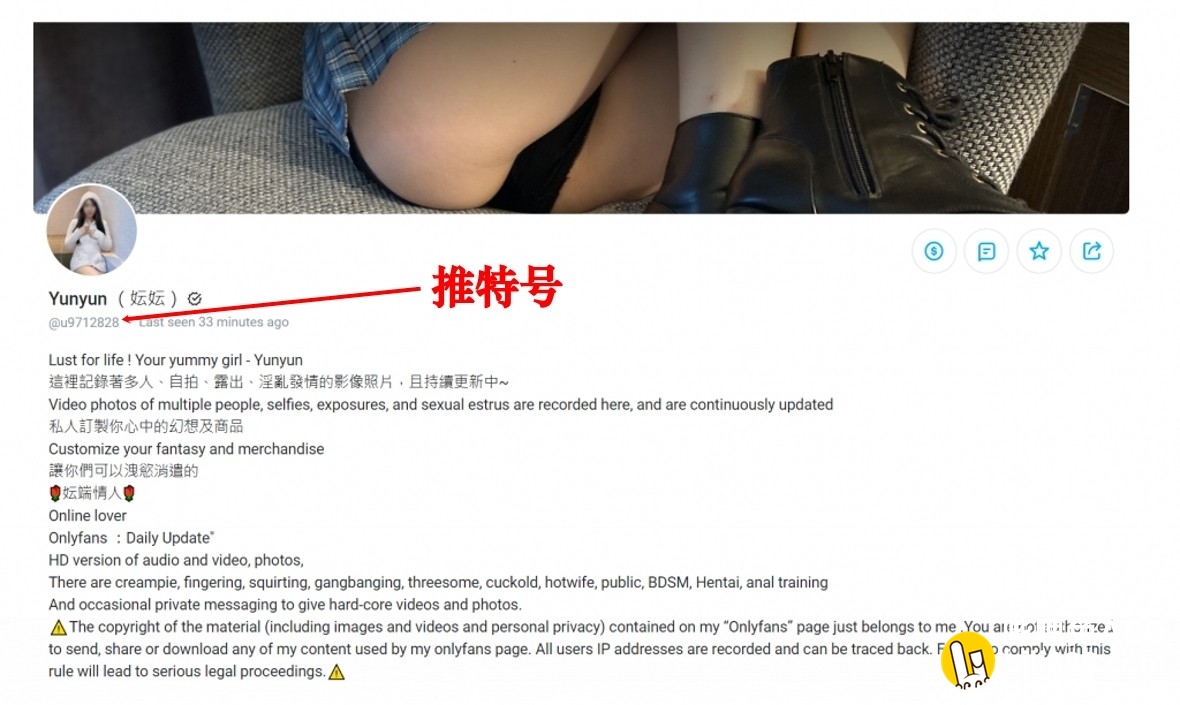 推特号
Yunyun （妘妘）
@u9712828 · Last seen 33 minutes ago
Lust for life ! Your yummy girl - Yunyun
這裡記錄著多人、自拍、露出、淫亂發情的影像照片，且持續更新中~
Video photos of multiple people, selfies, exposures, and sexual estrus are recorded here, and are continuously updated
私人訂製你心中的幻想及商品
Customize your fantasy and merchandise
讓你們可以洩慾消遣的
🌹妘端情人🌹
Online lover
Onlyfans ：Daily Update"
HD version of audio and video, photos,
There are creampie, fingering, squirting, gangbanging, threesome, cuckold, hotwife, public, BDSM, Hentai, anal training
And occasional private messaging to give hard-core videos and photos.
⚠️The copyright of the material (including images and videos and personal privacy) contained on my “Onlyfans” page just belongs to me .You
to send, share or download any of my content used by my onlyfans page. All users IP addresses are recorded and can be traced back. comply with this
rule will lead to serious legal proceedings.⚠️